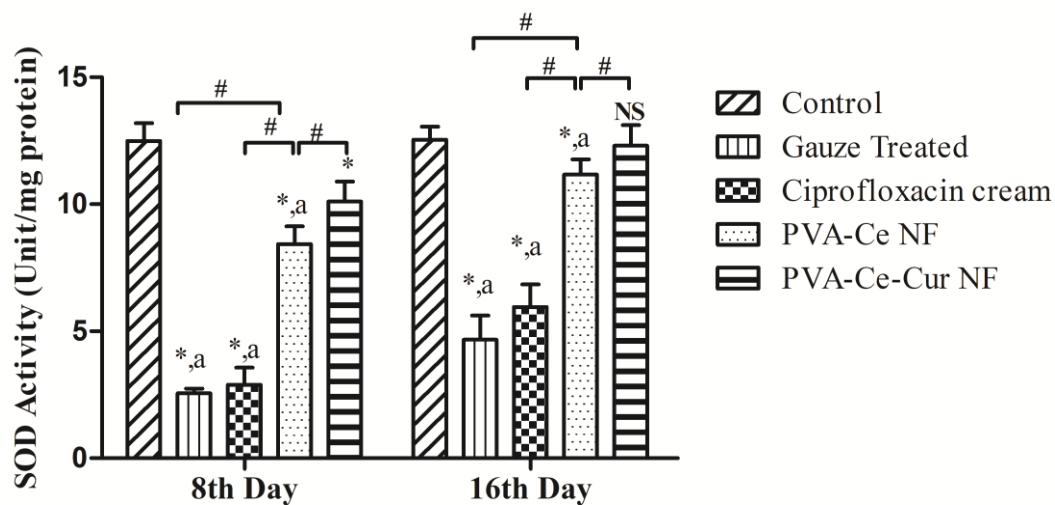 SOD Activity (Unit/mg protein)
15
10
5
0
#
# #
*,a *,a *,a *
8th Day
#
# #
*,a *,a *,a NS
16th Day
Control
Gauze Treated
Ciprofloxacin cream
PVA-Ce NF
PVA-Ce-Cur NF